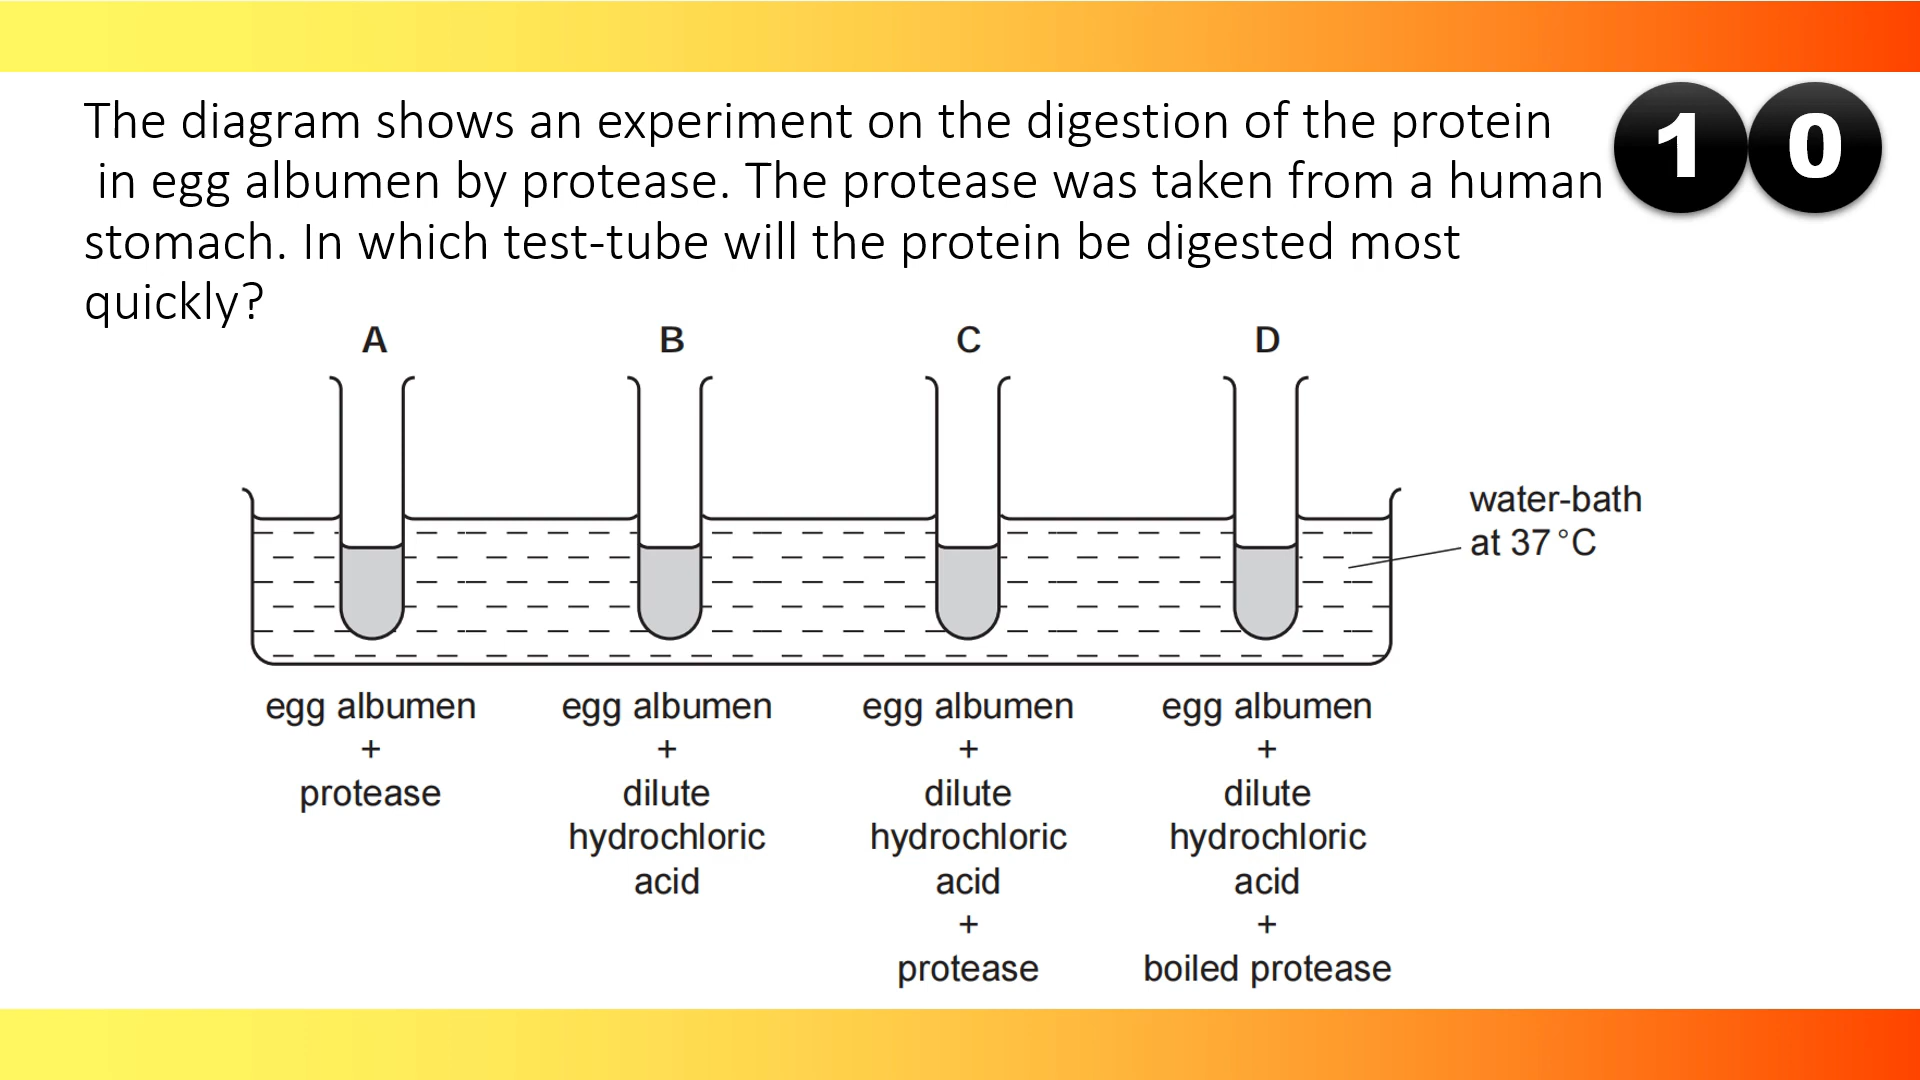 The diagram shows an experiment on the digestion of the protein
in egg albumen by protease. The protease was taken from a human
stomach. In which test-tube will the protein be digested most
quickly?
10
A B C D
water-bath
at 37 °C
egg albumen
+
protease
egg albumen
+
dilute
hydrochloric
acid
egg albumen
+
dilute
hydrochloric
acid
+
protease
egg albumen
+
dilute
hydrochloric
acid
+
boiled protease